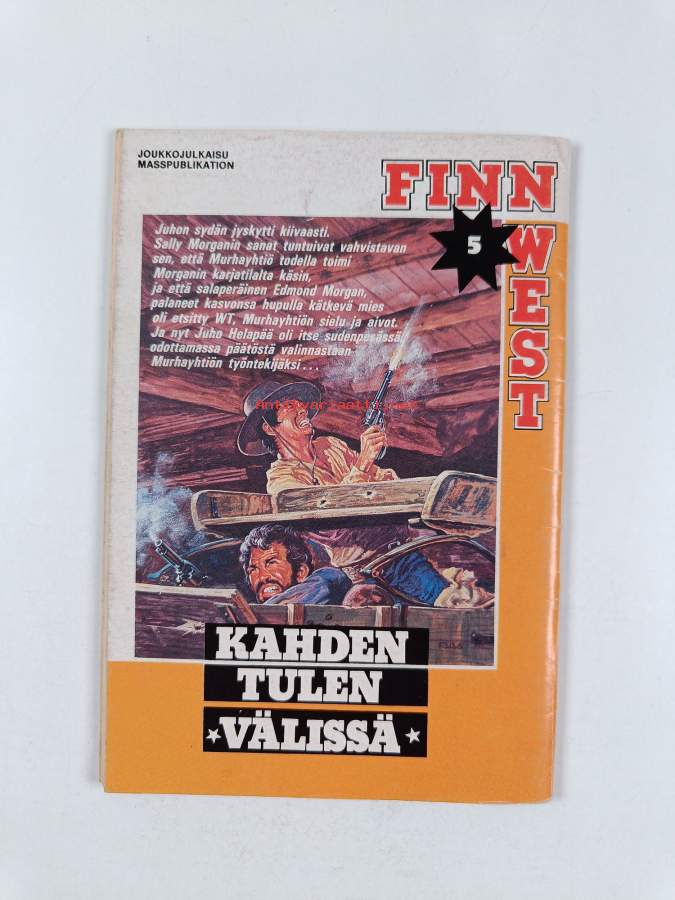 JOUKKOJULKAISU
MASSPUBLIKATION
FINN
WEST
5
Juhon sydän jyskytti kiivaasti.
Sally Morganin sanat tuntuivat vahvistavan
sen, että Murhayhtiö todella toimi
Morganin karjatilalta käsin,
ja että salaperäinen Edmond Morgan,
palaneet kasvonsa hupulla kätkevä mies
oli etsitty WT, Murhayhtiön sielu ja aivot.
Ja nyt Juho Helapää oli itse sudenpesässä,
odottamassa päätöstä valinnastaan
Murhayhtiön työntekijäksi...
KAHDEN
TULEN
VÄLISSÄ